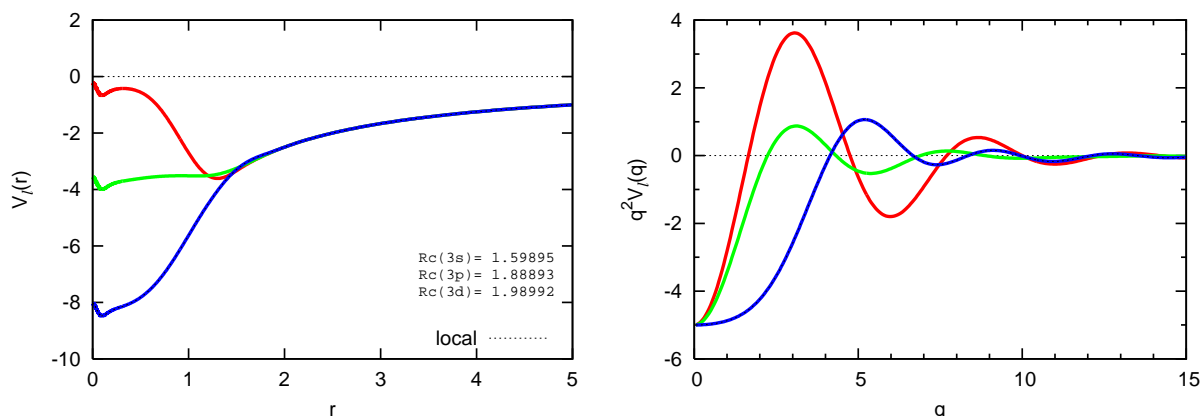 -2
0
-2
-4
-6
-8
-10
0
1
2
3
4
5
V_l(r)
r
Rc(3s)= 1.59895
Rc(3p)= 1.88893
Rc(3d)= 1.98992
local
4
2
0
-2
-4
-6
0
5
10
15
q²V_l(q)
q